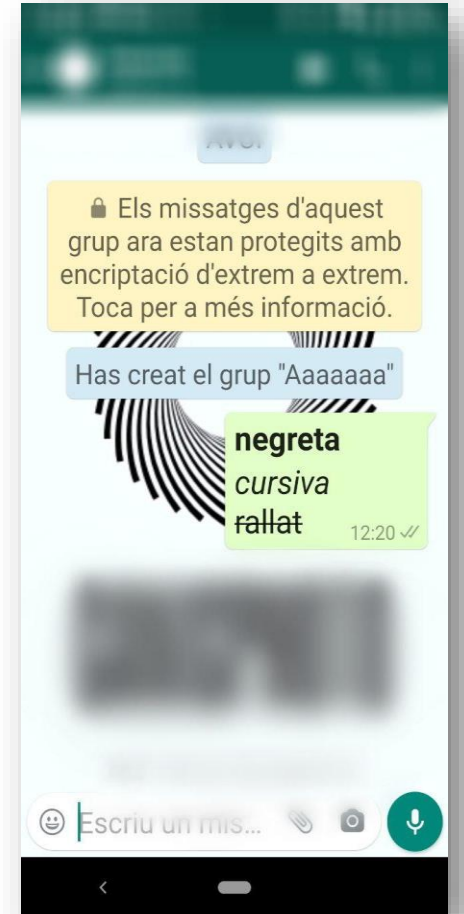 AVUI
Els missatges d'aquest
grup ara estan protegits amb
encriptació d'extrem a extrem.
Toca per a més informació.
Has creat el grup "Aaaaaaa"
negreta
cursiva
rallat
12:20
Escriu un mis...